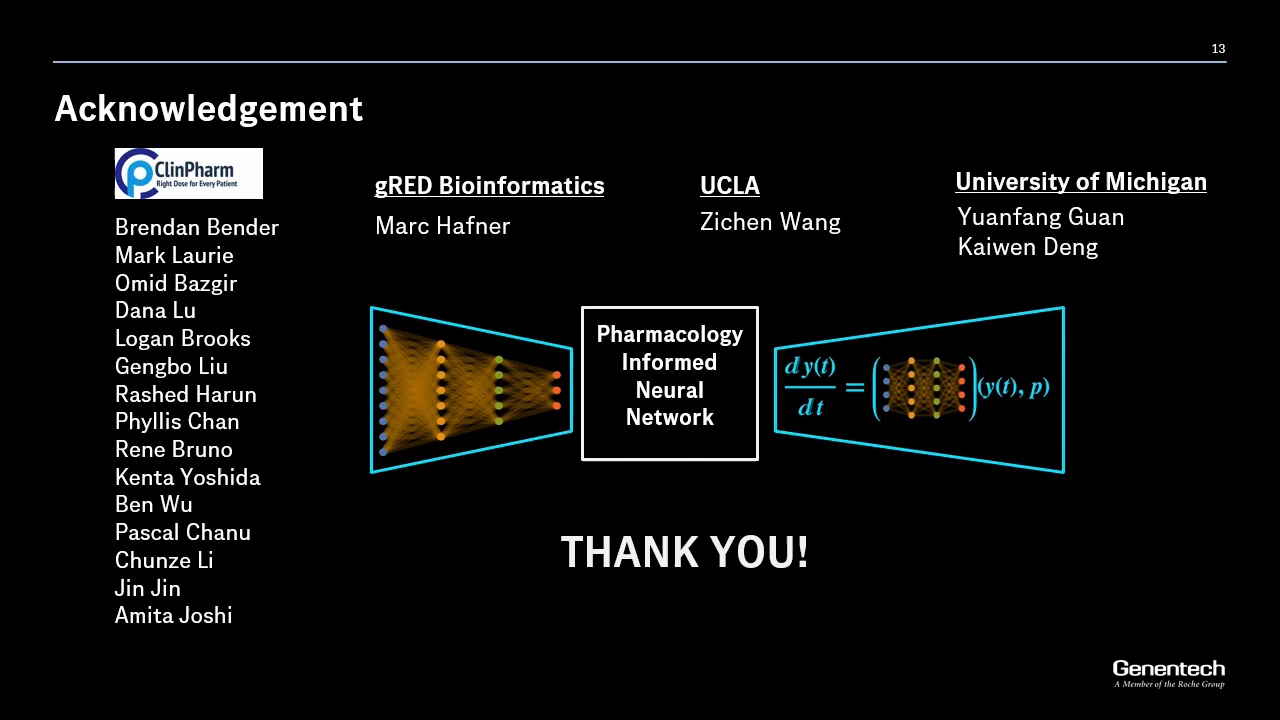 13
Acknowledgement
ClinPharm
Right Dose for Every Patient
Brendan Bender
Mark Laurie
Omid Bazgir
Dana Lu
Logan Brooks
Gengbo Liu
Rashed Harun
Phyllis Chan
Rene Bruno
Kenta Yoshida
Ben Wu
Pascal Chanu
Chunze Li
Jin Jin
Amita Joshi
gRED Bioinformatics
Marc Hafner
UCLA
Zichen Wang
University of Michigan
Yuanfang Guan
Kaiwen Deng
Pharmacology
Informed
Neural
Network
dy(t)
dt
= ( ) (y(t), p)
THANK YOU!
Genentech
A Member of the Roche Group